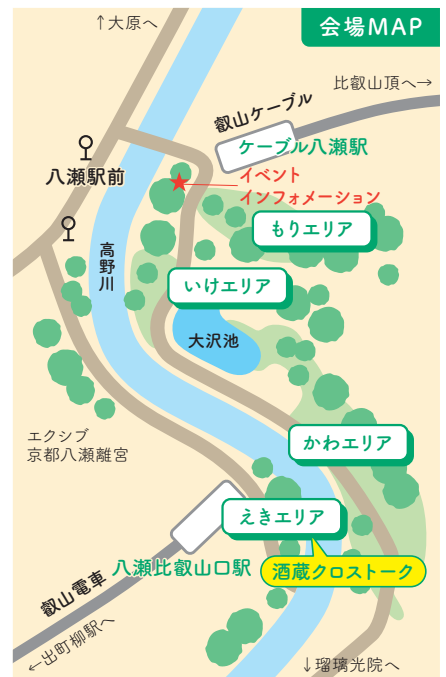 会場MAP
↑大原へ
比叡山頂へ→
叡山ケーブル
ケーブル八瀬駅
八瀬駅前
イベント
インフォメーション
もりエリア
高野川
いけエリア
大沢池
エクシブ
京都八瀬離宮
かわエリア
えきエリア
八瀬比叡山口駅
酒蔵クロストーク
叡山電車
←出町柳駅へ
↓瑠璃光院へ